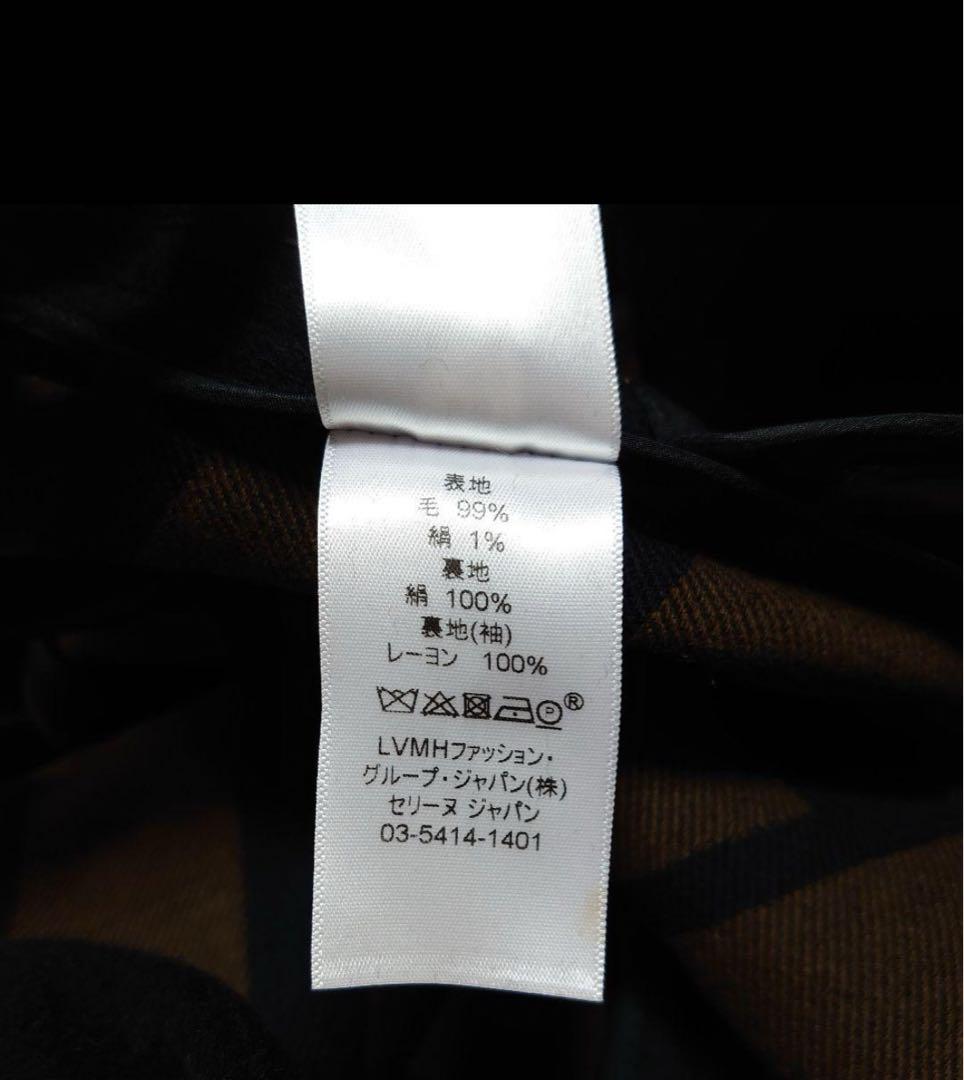 表地
毛 99%
絹 1%
裏地
絹 100%
裏地(袖)
レーヨン 100%
P ®
LVMHファッション・
グループ・ジャパン(株)
セリーヌ ジャパン
03-5414-1401